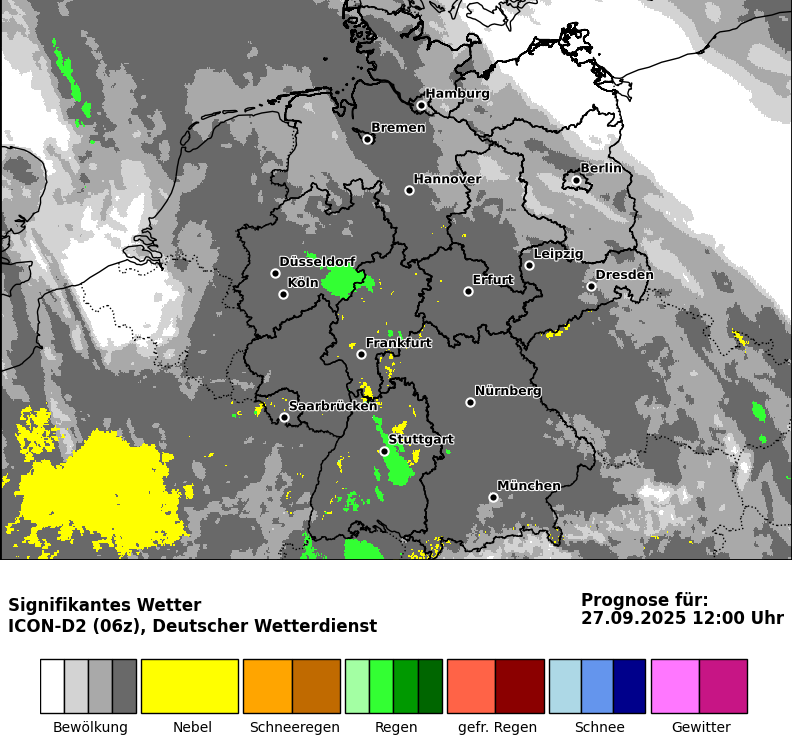 Hamburg
Bremen
Berlin
Hannover
Leipzig
Düsseldorf
Köln
Erfurt
Dresden
Frankfurt
Nürnberg
Saarbrücken
Stuttgart
München
Signifikantes Wetter
ICON-D2 (06z), Deutscher Wetterdienst
Prognose für:
27.09.2025 12:00 Uhr
Bewölkung
Nebel
Schneeregen
Regen
gefr. Regen
Schnee
Gewitter